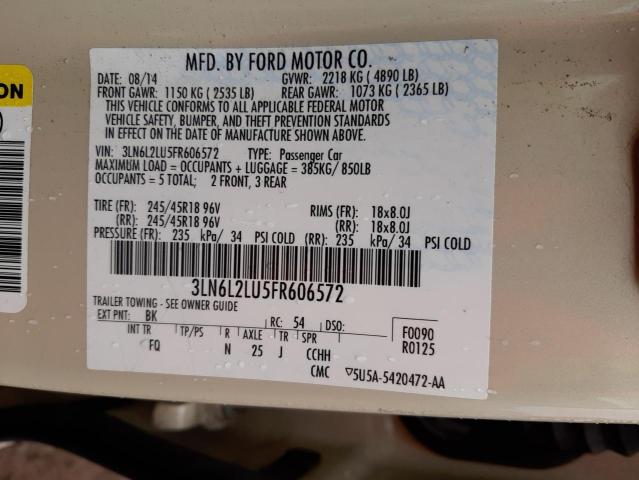 MFD. BY FORD MOTOR CO.
08/14 GVWR: 2218 KG ( 4890 LB)
FRONT GAWR: 1150 KG ( 2535 LB) REAR GAWR: 1073 KG ( 2365 LB)
THIS VEHICLE CONFORMS TO ALL APPLICABLE FEDERAL MOTOR
VEHICLE SAFETY, BUMPER, AND THEFT PREVENTION STANDARDS
IN EFFECT ON THE DATE OF MANUFACTURE SHOWN ABOVE.
VIN: 3LN6L2LU5FR606572 TYPE: Passenger Car
MAXIMUM LOAD = OCCUPANTS + LUGGAGE = 385KG/ 850LB
OCCUPANTS = 5 TOTAL; 2 FRONT, 3 REAR
TIRE (FR): 245/45R18 96V RIMS (FR): 18x8.0J
(RR): 245/45R18 96V (RR): 18x8.0J
PRESSURE (FR): 235 kPa/ 34 PSI COLD (RR): 235 kPa/ 34 PSI COLD
3LN6L2LU5FR606572
TRAILER TOWING - SEE OWNER GUIDE
EXT PNT: BK RC: 54 DSO: F0090
INT TR TP/PS R AXLE TR SPR R0125
FQ N 25 J CCHH
CMC ▽5U5A-5420472-AA
ON